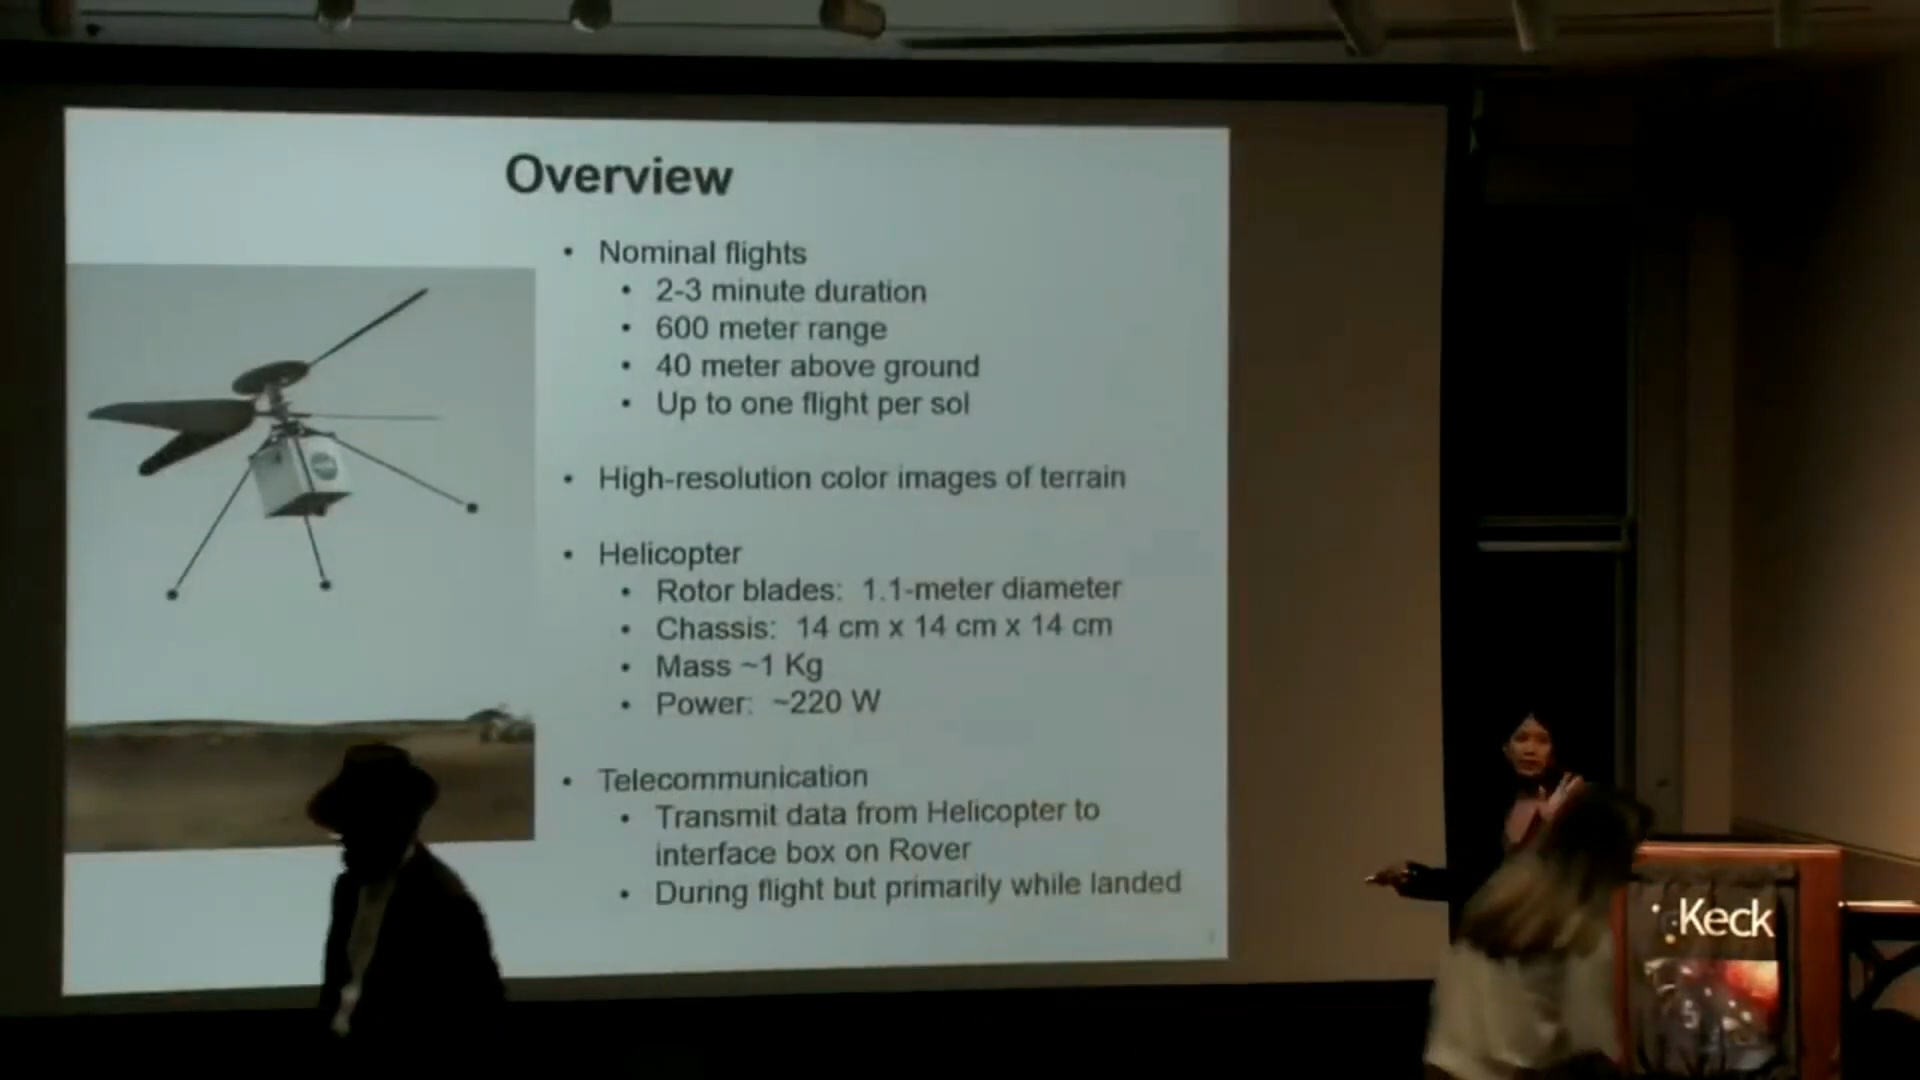 Overview
• Nominal flights
• 2-3 minute duration
• 600 meter range
• 40 meter above ground
• Up to one flight per sol
• High-resolution color images of terrain
• Helicopter
• Rotor blades: 1.1-meter diameter
• Chassis: 14 cm x 14 cm x 14 cm
• Mass ~1 Kg
• Power: ~220 W
• Telecommunication
• Transmit data from Helicopter to
interface box on Rover
• During flight but primarily while landed
Keck